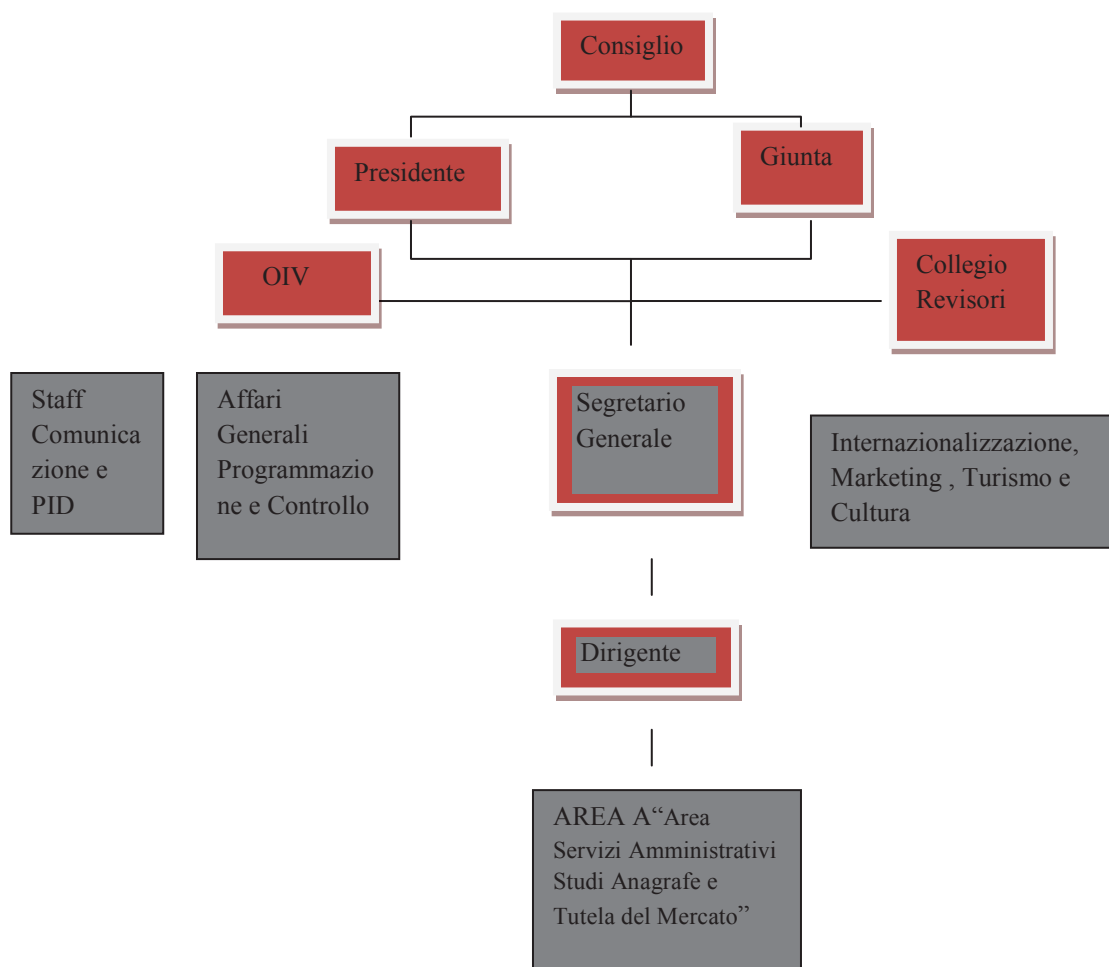 Consiglio
Presidente
Giunta
OIV
Collegio
Revisori
Staff
Comunica
zione e
PID
Affari
Generali
Programmazio
ne e Controllo
Segretario
Generale
Internazionalizzazione,
Marketing , Turismo e
Cultura
Dirigente
AREA A“Area
Servizi Amministrativi
Studi Anagrafe e
Tutela del Mercato”